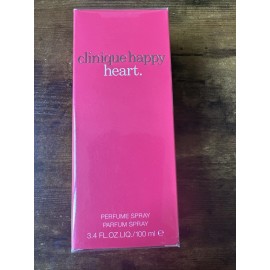 clinique happy
heart.
PERFUME SPRAY
PARFUM SPRAY
3.4 FL.OZ.LIQ./100 ml e